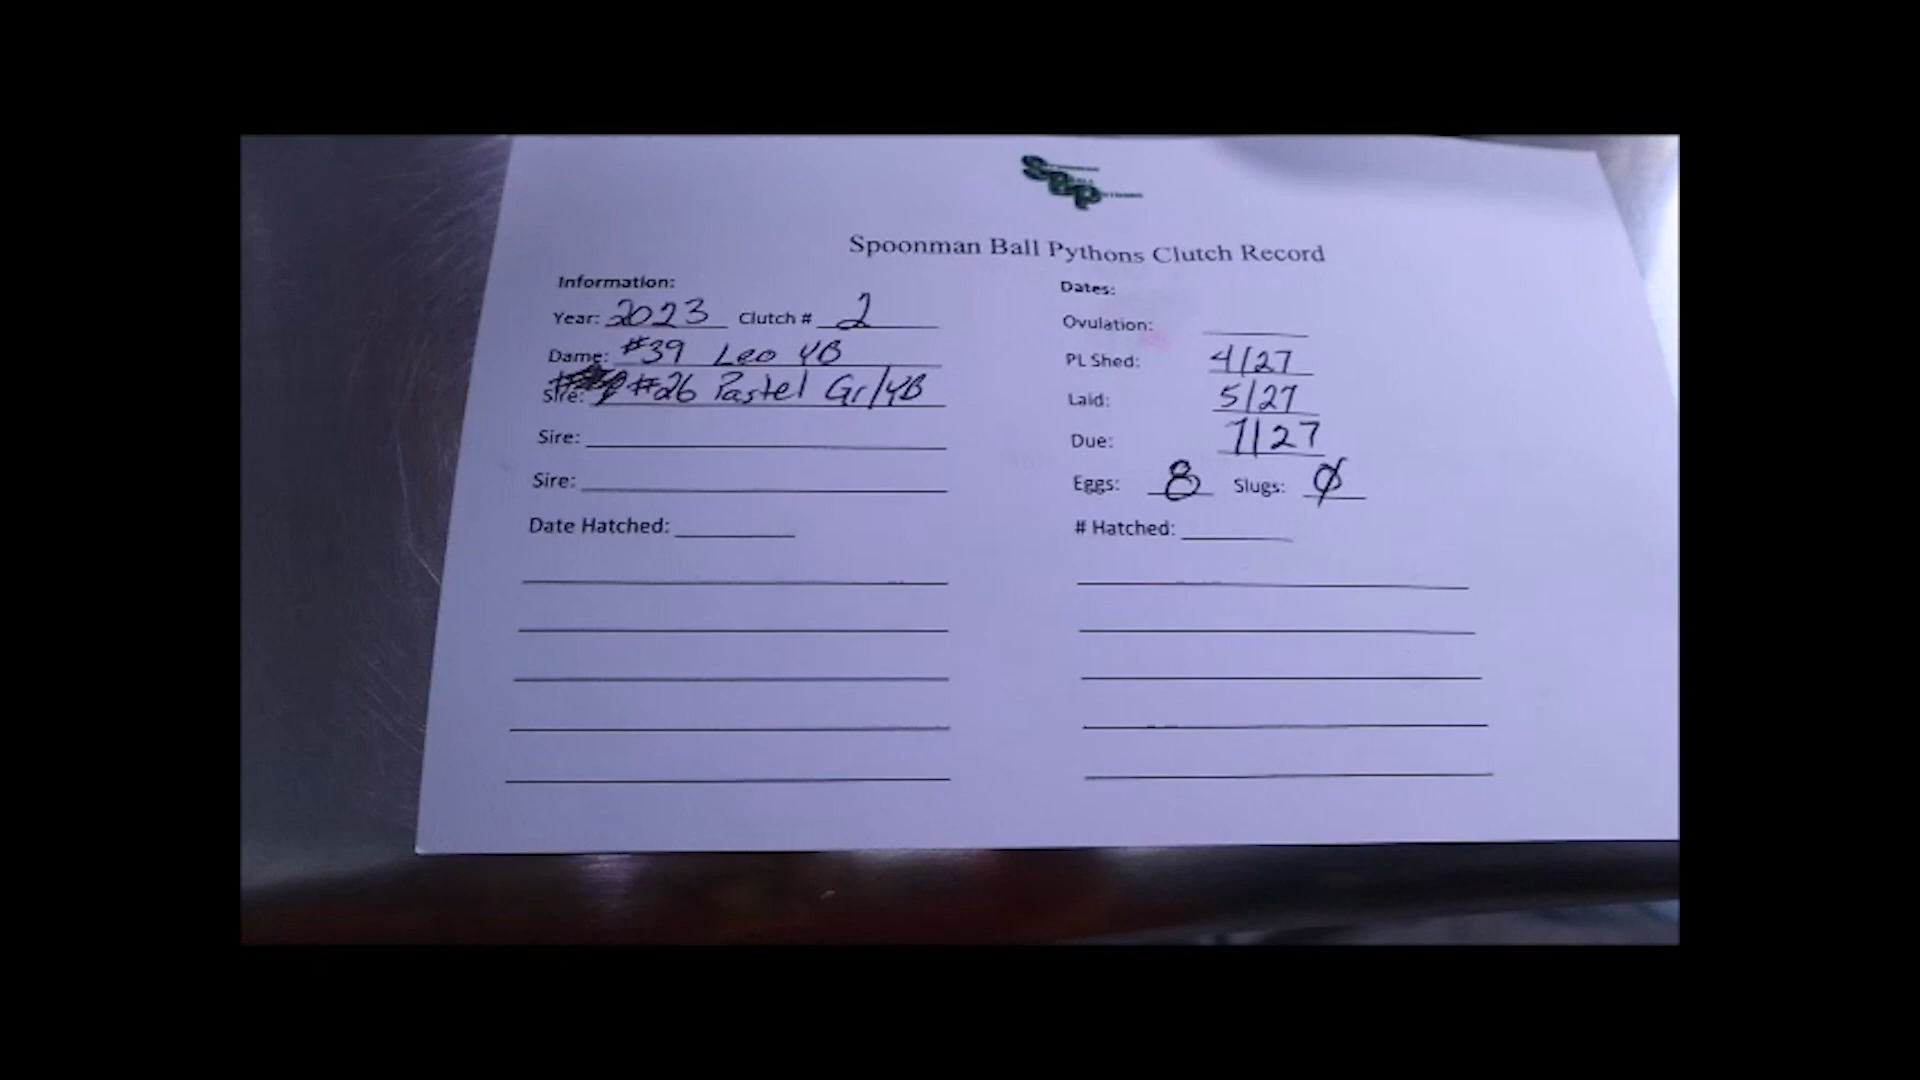 SBP
Spoonman Ball Pythons Clutch Record
Information:
Year: 2023 Clutch # 2
Dame: #39 Leo YB
Sire: #26 Pastel Gr/YB
Sire:
Sire:
Date Hatched:
Dates:
Ovulation:
PL Shed: 4/27
Laid: 5/27
Due: 7/27
Eggs: 8 Slugs: Ø
# Hatched: